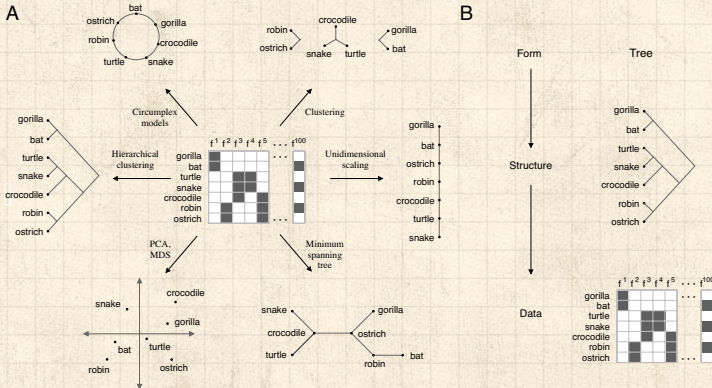 A
bat
ostrich
gorilla
robin
crocodile
turtle
snake
robin
ostrich
crocodile
snake
turtle
gorilla
bat
Circumplex
models
Clustering
gorilla
bat
turtle
snake
crocodile
robin
ostrich
Hierarchical
clustering
f1 f2 f3 f4 f5 ... f100
gorilla ...
bat
turtle
snake
crocodile
robin
ostrich ...
Unidimensional
scaling
gorilla
bat
ostrich
robin
crocodile
turtle
snake
PCA,
MDS
Minimum
spanning
tree
snake
crocodile
gorilla
bat
turtle
robin
ostrich
snake
gorilla
crocodile
ostrich
turtle
robin
bat
B
Form
Tree
Structure
gorilla
bat
turtle
snake
crocodile
robin
ostrich
Data
f1 f2 f3 f4 f5 ... f100
gorilla ...
bat
turtle
snake
crocodile
robin
ostrich ...